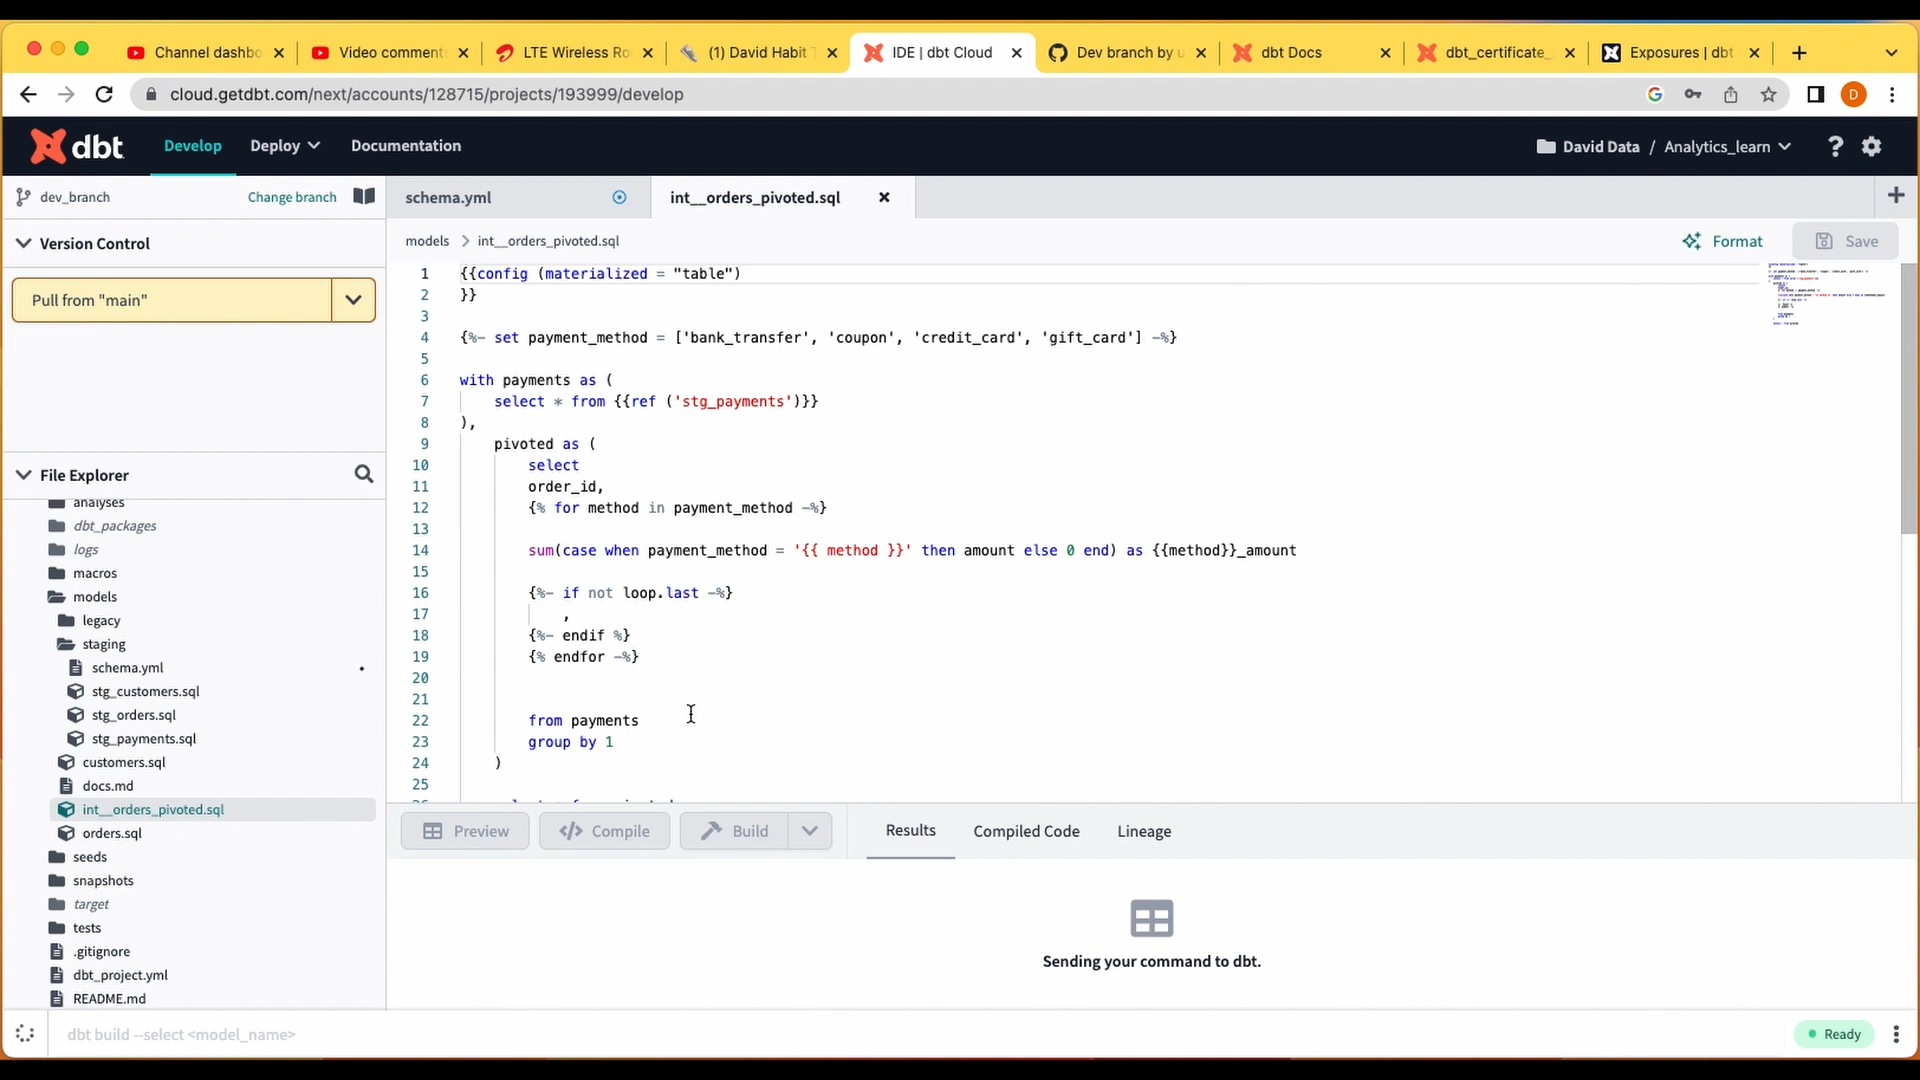 Channel dashbo
Video comment
LTE Wireless Ro
(1) David Habit T
IDE | dbt Cloud
Dev branch by u
dbt Docs
dbt_certificate_
Exposures | dbt
cloud.getdbt.com/next/accounts/128715/projects/193999/develop
D
dbt
Develop
Deploy
Documentation
David Data / Analytics_learn
?
dev_branch
Change branch
schema.yml
int__orders_pivoted.sql
Version Control
models > int__orders_pivoted.sql
Format
Save
Pull from "main"
1 {{config (materialized = "table")
2 }}
3
4 {%- set payment_method = ['bank_transfer', 'coupon', 'credit_card', 'gift_card'] -%}
5
6 with payments as (
7 select * from {{ref ('stg_payments')}}
8 ),
9 pivoted as (
10 select
11 order_id,
12 {% for method in payment_method -%}
13
14 sum(case when payment_method = '{{ method }}' then amount else 0 end) as {{method}}_amount
15
16 {%- if not loop.last -%}
17 ,
18 {%- endif %}
19 {% endfor -%}
20
21
22 from payments
23 group by 1
24 )
25
File Explorer
analyses
dbt_packages
logs
macros
models
legacy
staging
schema.yml
stg_customers.sql
stg_orders.sql
stg_payments.sql
customers.sql
docs.md
int__orders_pivoted.sql
orders.sql
seeds
snapshots
target
tests
.gitignore
dbt_project.yml
README.md
Preview
Compile
Build
Results
Compiled Code
Lineage
Sending your command to dbt.
dbt build --select <model_name>
Ready